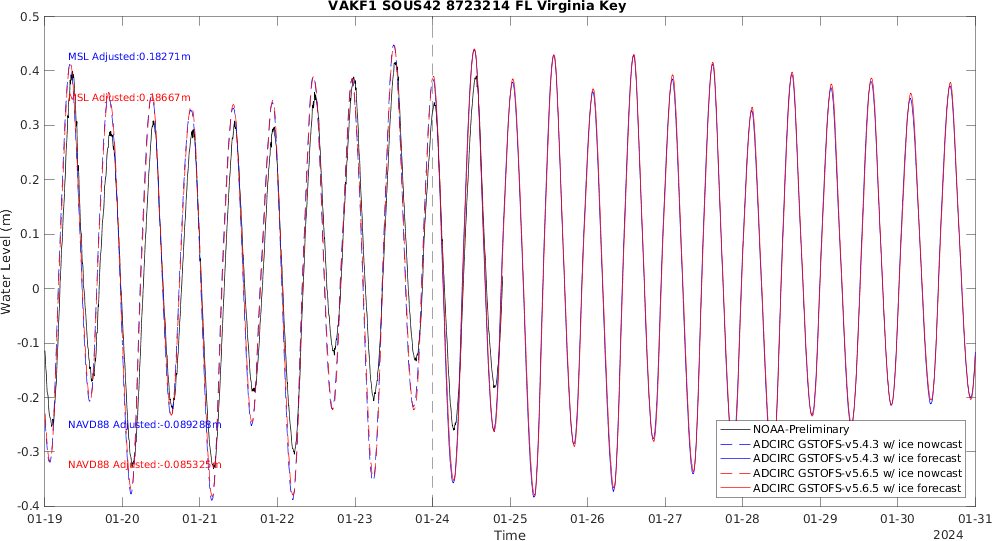 VAKF1 SOUS42 8723214 FL Virginia Key
0.5
0.4
0.3
0.2
0.1
0
-0.1
-0.2
-0.3
-0.4
Water Level (m)
MSL Adjusted:0.18271m
MSL Adjusted:0.18667m
NAVD88 Adjusted:-0.089288m
NAVD88 Adjusted:-0.085325m
NOAA-Preliminary
ADCIRC GSTOFS-v5.4.3 w/ ice nowcast
ADCIRC GSTOFS-v5.4.3 w/ ice forecast
ADCIRC GSTOFS-v5.6.5 w/ ice nowcast
ADCIRC GSTOFS-v5.6.5 w/ ice forecast
01-19 01-20 01-21 01-22 01-23 01-24 01-25 01-26 01-27 01-28 01-29 01-30 01-31
Time
2024